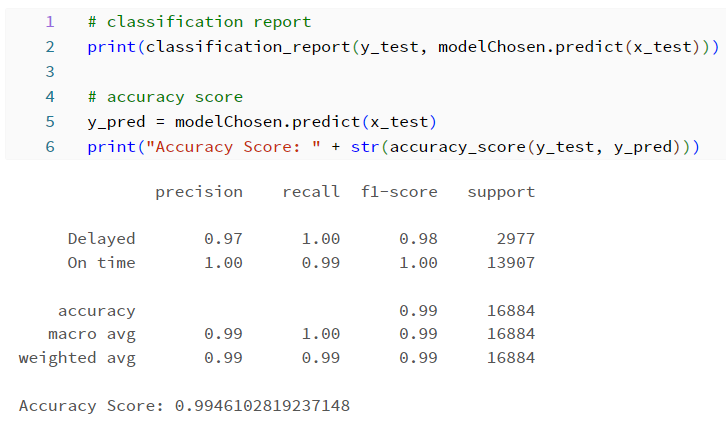 1 # classification report
2 print(classification_report(y_test, modelChosen.predict(x_test)))
3
4 # accuracy score
5 y_pred = modelChosen.predict(x_test)
6 print("Accuracy Score: " + str(accuracy_score(y_test, y_pred)))
precision recall f1-score support
Delayed 0.97 1.00 0.98 2977
On time 1.00 0.99 1.00 13907
accuracy 0.99 16884
macro avg 0.99 1.00 0.99 16884
weighted avg 0.99 0.99 0.99 16884
Accuracy Score: 0.9946102819237148